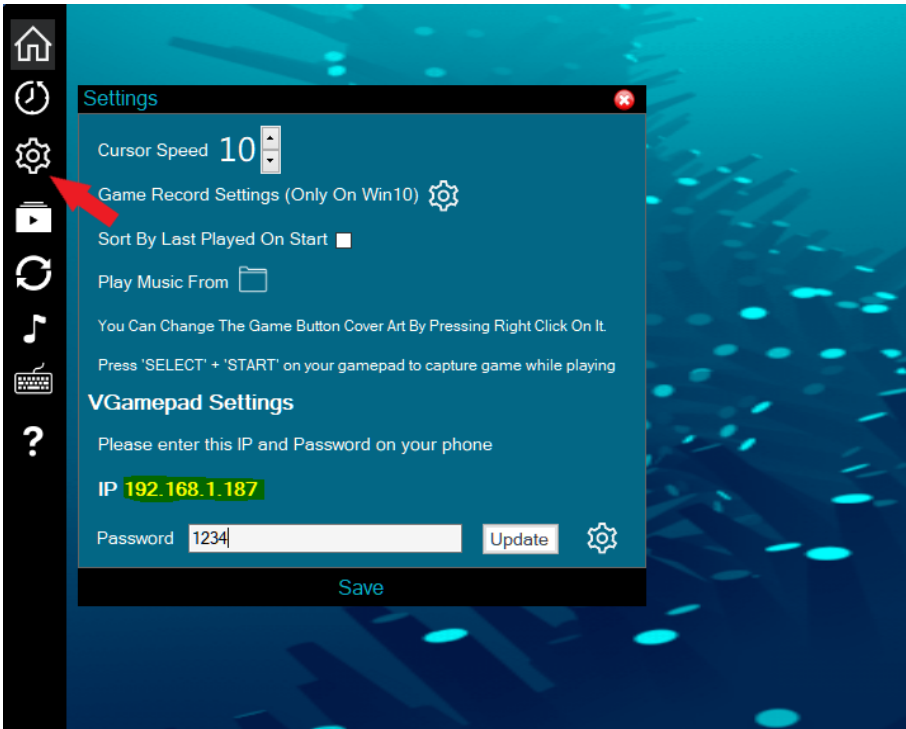 Settings
Cursor Speed 10
Game Record Settings (Only On Win10)
Sort By Last Played On Start
Play Music From
You Can Change The Game Button Cover Art By Pressing Right Click On It.
Press 'SELECT' + 'START' on your gamepad to capture game while playing
VGamepad Settings
Please enter this IP and Password on your phone
IP 192.168.1.187
Password 1234 Update
Save
?